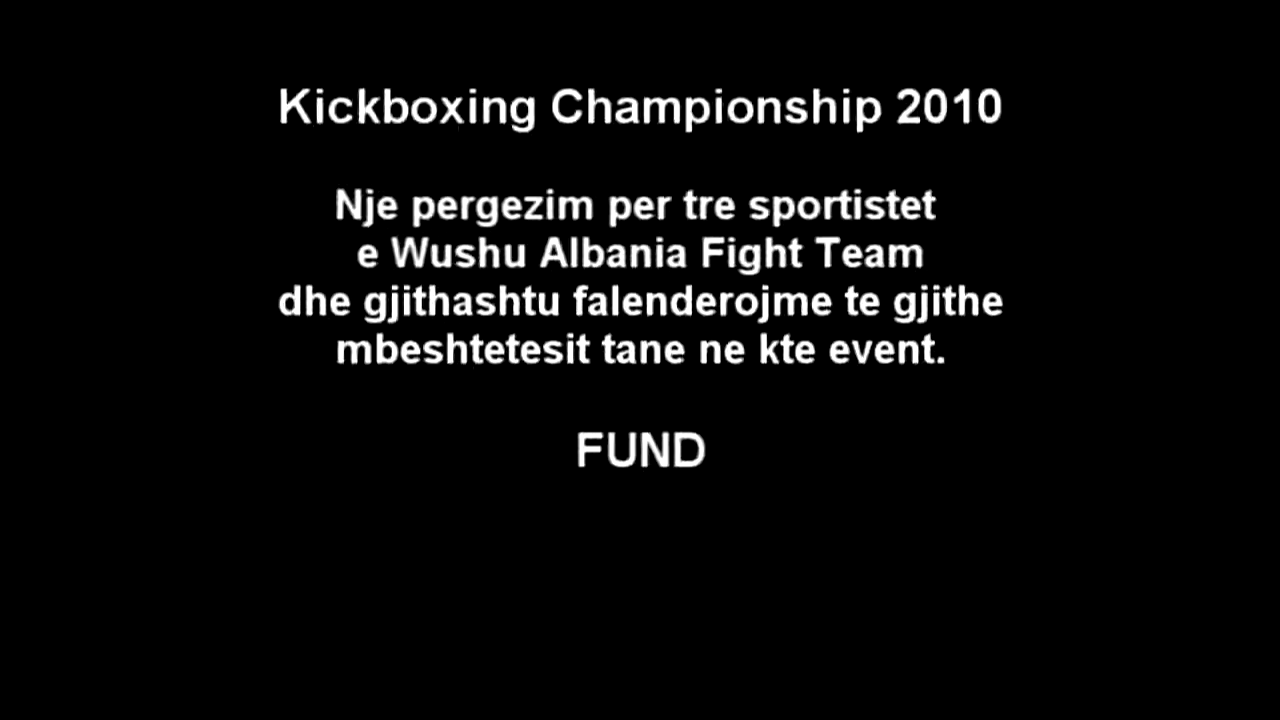 Kickboxing Championship 2010
Nje pergezim per tre sportistet
e Wushu Albania Fight Team
dhe gjithashtu falenderojme te gjithe
mbeshtetesit tane ne kte event.
FUND